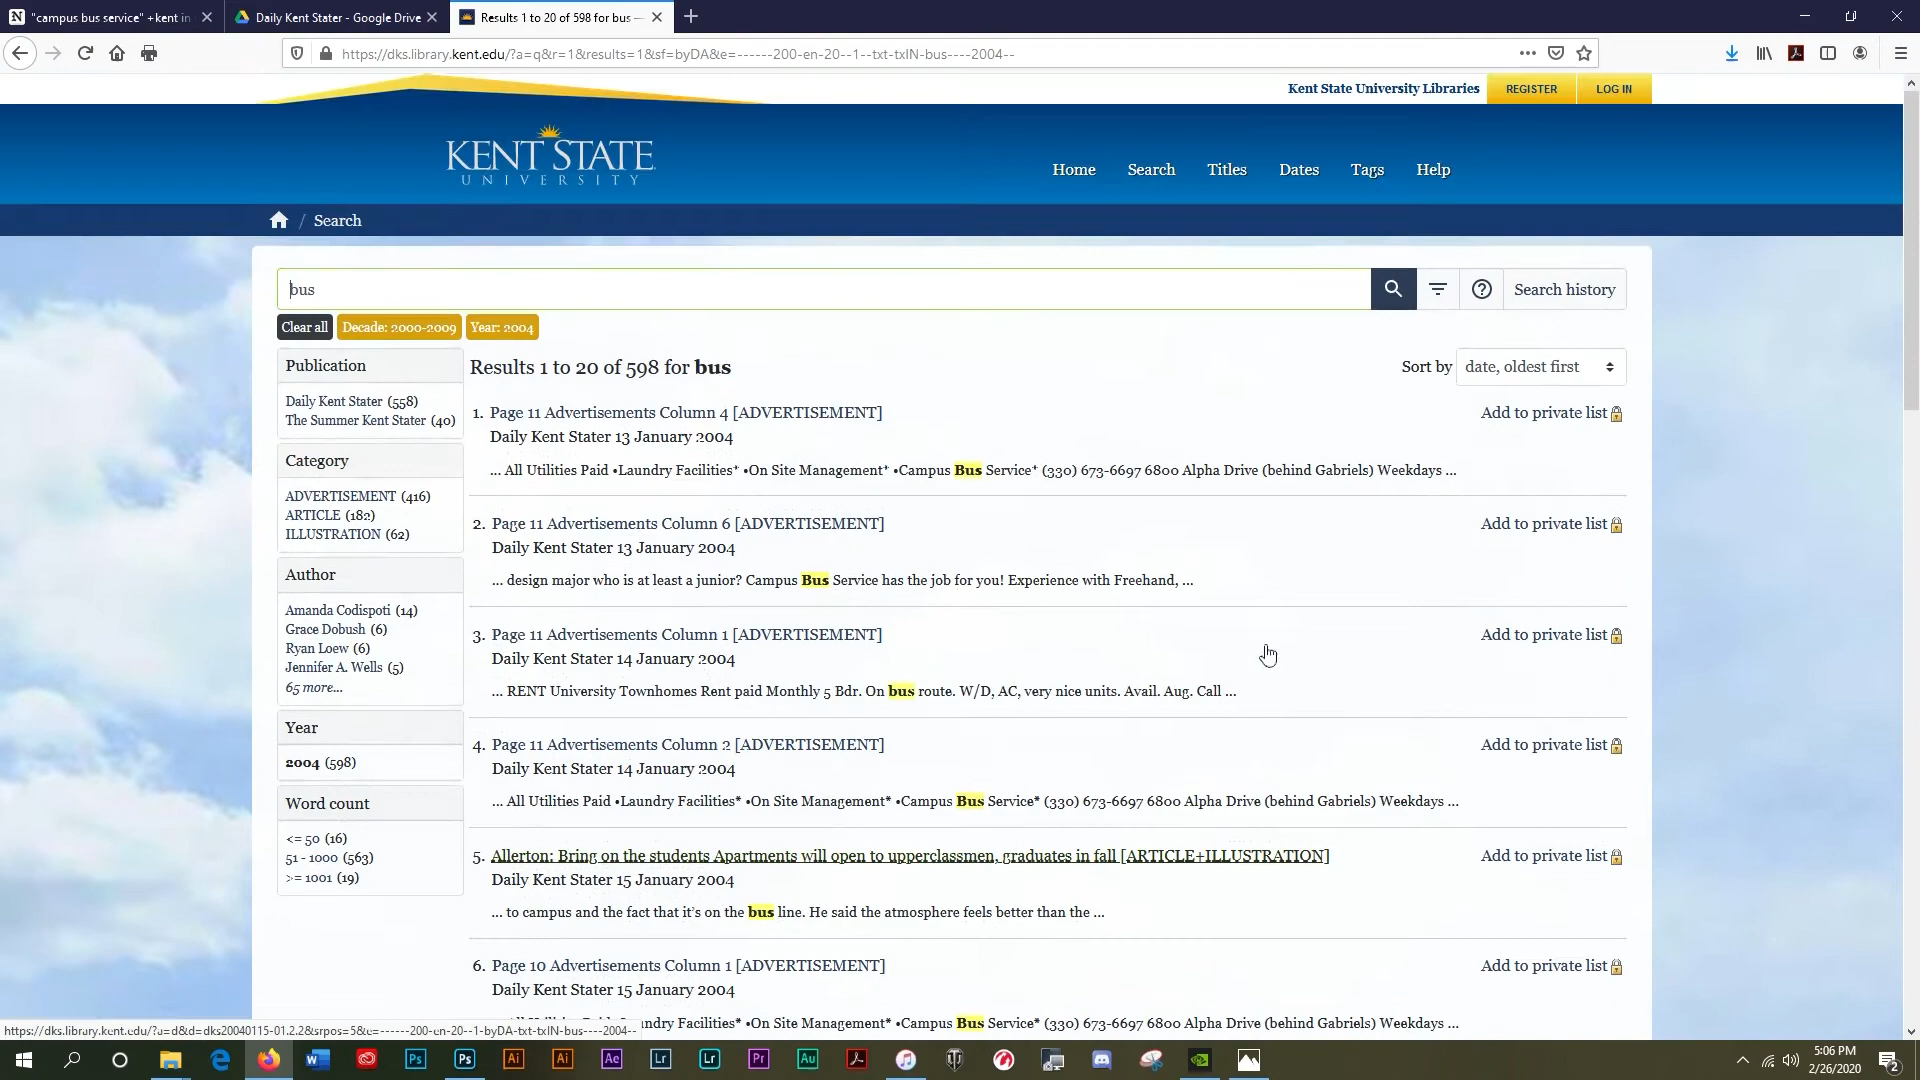 "campus bus service" +kent in
Daily Kent Stater - Google Drive
Results 1 to 20 of 598 for bus —
https://dks.library.kent.edu/?a=q&r=1&results=1&sf=byDA&e=------200-en-20--1--txt-txIN-bus----2004--
Kent State University Libraries
REGISTER
LOG IN
KENT STATE
UNIVERSITY
Home
Search
Titles
Dates
Tags
Help
/ Search
bus
Search history
Clear all
Decade: 2000-2009
Year: 2004
Publication
Daily Kent Stater (558)
The Summer Kent Stater (40)
Category
ADVERTISEMENT (416)
ARTICLE (182)
ILLUSTRATION (62)
Author
Amanda Codispoti (14)
Grace Dobush (6)
Ryan Loew (6)
Jennifer A. Wells (5)
65 more...
Year
2004 (598)
Word count
<= 50 (16)
51 - 1000 (563)
>= 1001 (19)
Results 1 to 20 of 598 for bus
Sort by date, oldest first
1. Page 11 Advertisements Column 4 [ADVERTISEMENT]
Add to private list
Daily Kent Stater 13 January 2004
... All Utilities Paid •Laundry Facilities* •On Site Management* •Campus Bus Service* (330) 673-6697 6800 Alpha Drive (behind Gabriels) Weekdays ...
2. Page 11 Advertisements Column 6 [ADVERTISEMENT]
Add to private list
Daily Kent Stater 13 January 2004
... design major who is at least a junior? Campus Bus Service has the job for you! Experience with Freehand, ...
3. Page 11 Advertisements Column 1 [ADVERTISEMENT]
Add to private list
Daily Kent Stater 14 January 2004
... RENT University Townhomes Rent paid Monthly 5 Bdr. On bus route. W/D, AC, very nice units. Avail. Aug. Call ...
4. Page 11 Advertisements Column 2 [ADVERTISEMENT]
Add to private list
Daily Kent Stater 14 January 2004
... All Utilities Paid •Laundry Facilities* •On Site Management* •Campus Bus Service* (330) 673-6697 6800 Alpha Drive (behind Gabriels) Weekdays ...
5. Allerton: Bring on the students Apartments will open to upperclassmen, graduates in fall [ARTICLE+ILLUSTRATION]
Add to private list
Daily Kent Stater 15 January 2004
... to campus and the fact that it's on the bus line. He said the atmosphere feels better than the ...
6. Page 10 Advertisements Column 1 [ADVERTISEMENT]
Add to private list
Daily Kent Stater 15 January 2004
ndry Facilities* •On Site Management* •Campus Bus Service* (330) 673-6697 6800 Alpha Drive (behind Gabriels) Weekdays ...
https://dks.library.kent.edu/?a=d&d=dks20040115-01.2.2&srpos=5&e=------200-en-20--1-byDA-txt-txIN-bus----2004--
Ps
Ps
Ai
Ai
Ae
Lr
Lr
Pr
Au
5:06 PM
2/26/2020
2